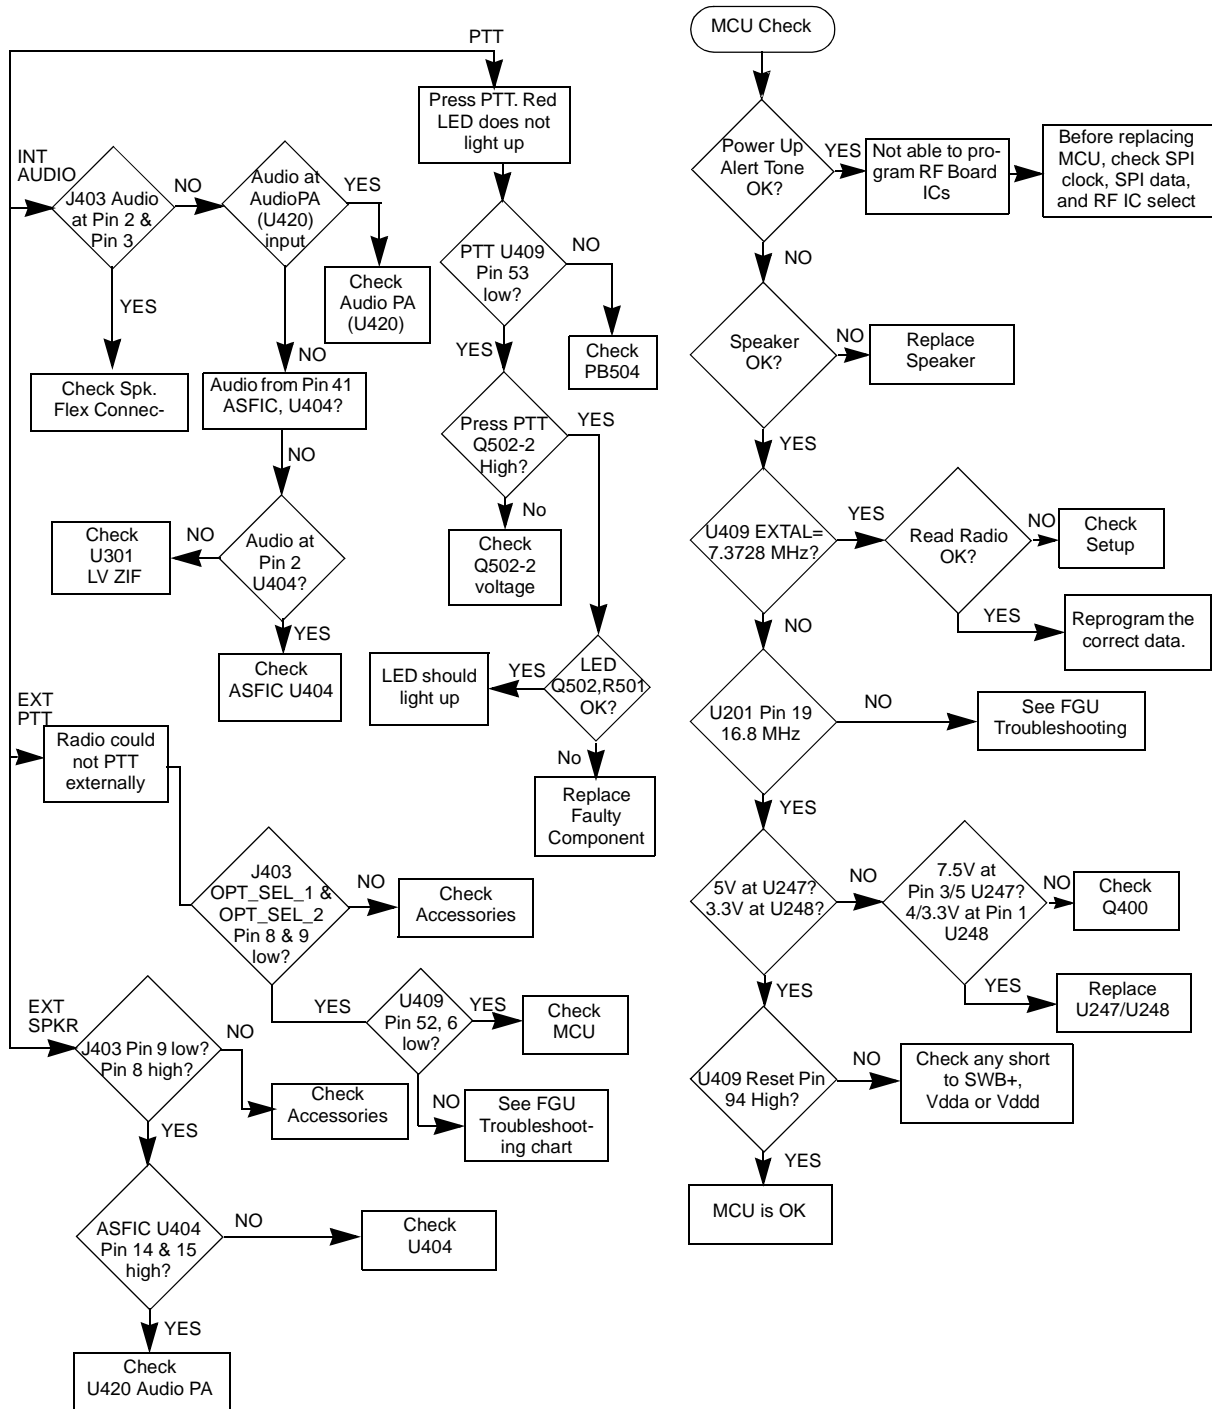 PTT
Press PTT. Red
LED does not
light up
INT
AUDIO
J403 Audio
at Pin 2 &
Pin 3
NO
Audio at
AudioPA
(U420)
input
YES
Check
Audio PA
(U420)
YES
Check Spk.
Flex Connec-
NO
Audio from Pin 41
ASFIC, U404?
NO
Audio at
Pin 2
U404?
NO
Check
U301
LV ZIF
YES
Check
ASFIC U404
PTT U409
Pin 53
low?
NO
Check
PB504
YES
Press PTT
Q502-2
High?
YES
No
Check
Q502-2
voltage
LED
Q502,R501
OK?
YES
LED should
light up
No
Replace
Faulty
Component
EXT
PTT
Radio could
not PTT
externally
J403
OPT_SEL_1 &
OPT_SEL_2
Pin 8 & 9
low?
NO
Check
Accessories
YES
U409
Pin 52, 6
low?
YES
Check
MCU
NO
See FGU
Troubleshoot-
ing chart
EXT
SPKR
J403 Pin 9 low?
Pin 8 high?
NO
Check
Accessories
YES
ASFIC U404
Pin 14 & 15
high?
NO
Check
U404
YES
Check
U420 Audio PA
MCU Check
Power Up
Alert Tone
OK?
YES
Not able to pro-
gram RF Board
ICs
Before replacing
MCU, check SPI
clock, SPI data,
and RF IC select
NO
Speaker
OK?
NO
Replace
Speaker
YES
U409 EXTAL=
7.3728 MHz?
YES
Read Radio
OK?
NO
Check
Setup
YES
Reprogram the
correct data.
NO
U201 Pin 19
16.8 MHz
NO
See FGU
Troubleshooting
YES
5V at U247?
3.3V at U248?
NO
7.5V at
Pin 3/5 U247?
4/3.3V at Pin 1
U248
NO
Check
Q400
YES
Replace
U247/U248
YES
U409 Reset Pin
94 High?
NO
Check any short
to SWB+,
Vdda or Vddd
YES
MCU is OK